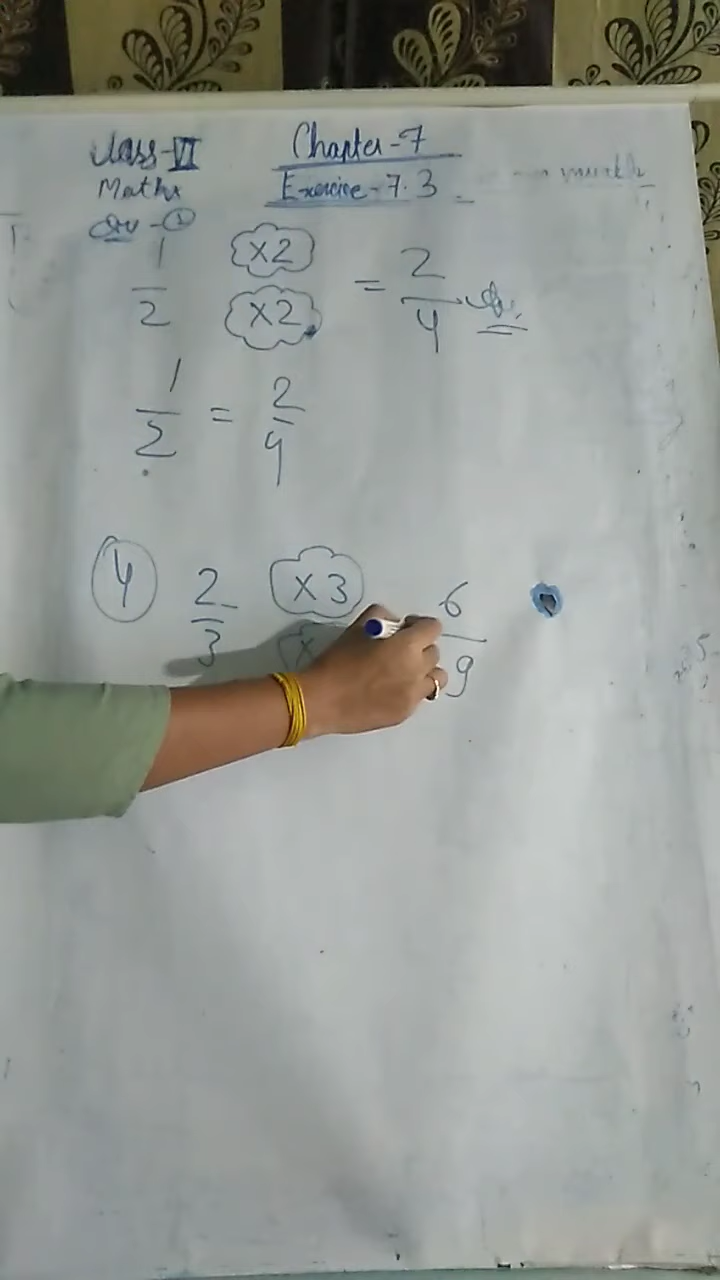 Class-VI Chapter-7
Maths Exercise-7.3
Qu-①
1/2 ×2/×2 = 2/4 Ans.
1/2 = 2/4
④ 2/3 ×3/× 6/9